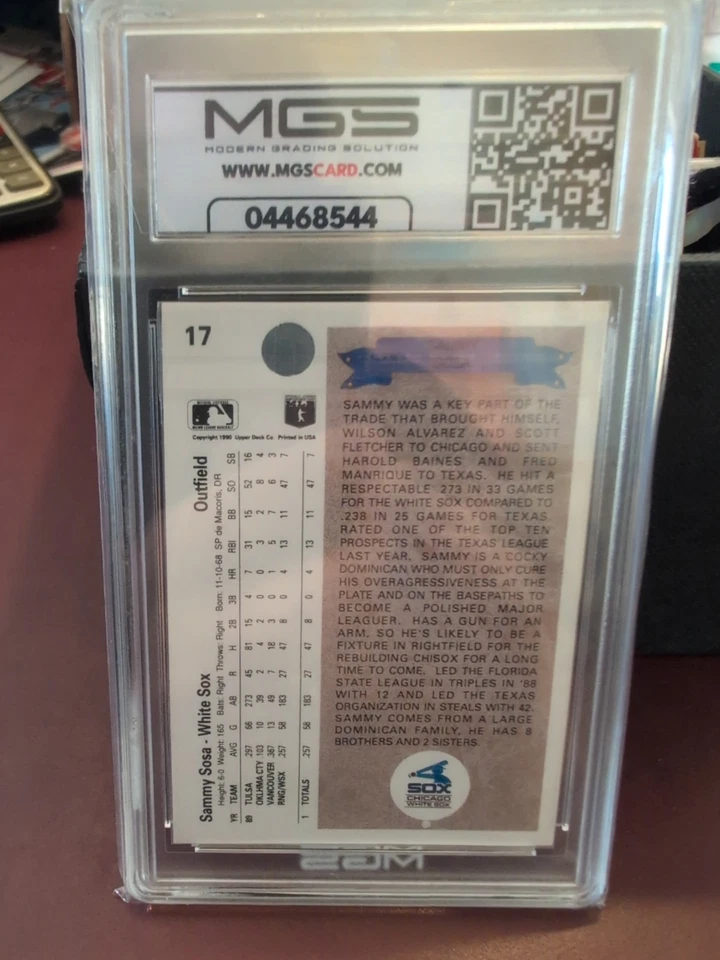 MGS
MODERN GRADING SOLUTION
WWW.MGSCARD.COM
04468544
17
Copyright 1990 Upper Deck Co. Printed in USA
Sammy Sosa - White Sox Outfield
Height: 6-0 Weight: 165 Bats: Right Throws: Right Born: 11-10-68 SP de Macoris, DR
YR TEAM AVG G AB R H 2B 3B HR RBI BB SO SB
89 TULSA .297 66 273 45 81 15 4 7 31 15 52 16
OKLHMA CTY .103 10 39 2 4 2 0 0 3 2 8 4
VANCOUVER .367 13 49 7 18 3 0 1 5 7 6 3
RNG/WSX .257 58 183 27 47 8 0 4 13 11 47 7
1 TOTALS .257 58 183 27 47 8 0 4 13 11 47 7
SAMMY WAS A KEY PART OF THE
TRADE THAT BROUGHT HIMSELF,
WILSON ALVAREZ AND SCOTT
FLETCHER TO CHICAGO AND SENT
HAROLD BAINES AND FRED
MANRIQUE TO TEXAS. HE HIT A
RESPECTABLE .273 IN 33 GAMES
FOR THE WHITE SOX COMPARED TO
.238 IN 25 GAMES FOR TEXAS.
RATED ONE OF THE TOP TEN
PROSPECTS IN THE TEXAS LEAGUE
LAST YEAR, SAMMY IS A COCKY
DOMINICAN WHO MUST ONLY CURE
HIS OVERAGRESSIVENESS AT THE
PLATE AND ON THE BASEPATHS TO
BECOME A POLISHED MAJOR
LEAGUER. HAS A GUN FOR AN
ARM, SO HE'S LIKELY TO BE A
FIXTURE IN RIGHTFIELD FOR THE
REBUILDING CHISOX FOR A LONG
TIME TO COME. LED THE FLORIDA
STATE LEAGUE IN TRIPLES IN '88
WITH 12 AND LED THE TEXAS
ORGANIZATION IN STEALS WITH 42.
SAMMY COMES FROM A LARGE
DOMINICAN FAMILY, HE HAS 8
BROTHERS AND 2 SISTERS.
SOX
CHICAGO
WHITE SOX
MGS